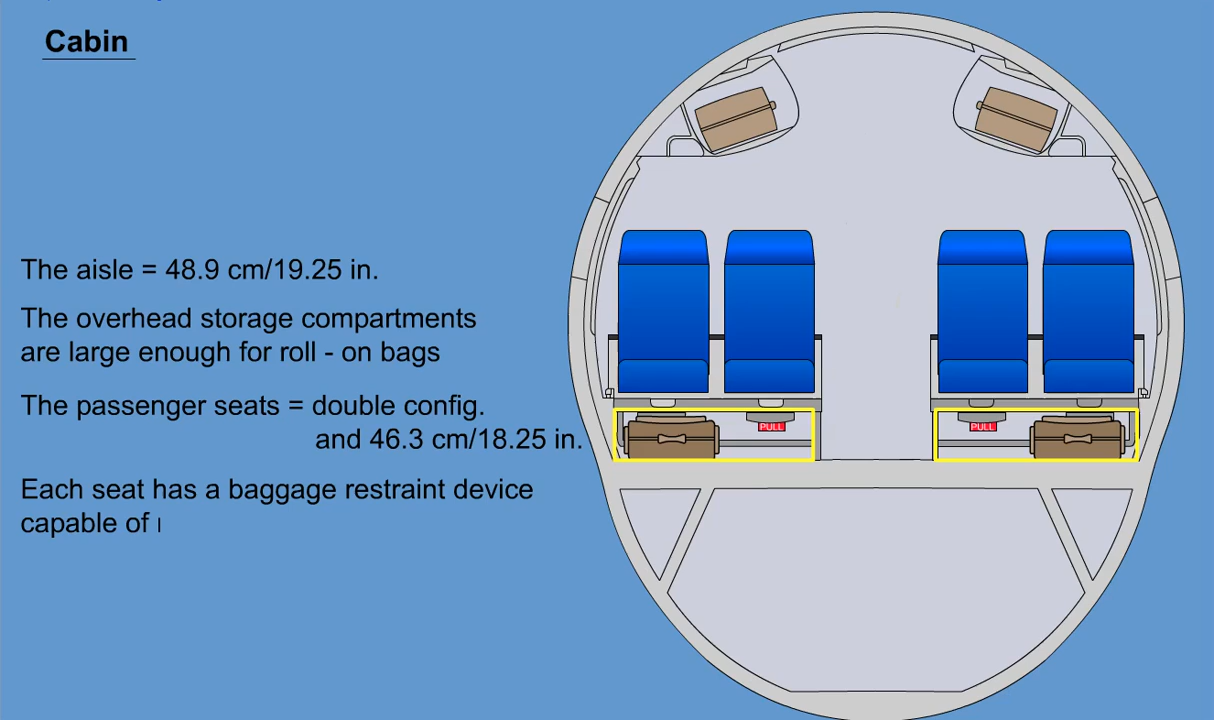 Cabin
The aisle = 48.9 cm/19.25 in.
The overhead storage compartments
are large enough for roll - on bags
The passenger seats = double config.
and 46.3 cm/18.25 in.
PULL
PULL
Each seat has a baggage restraint device
capable of